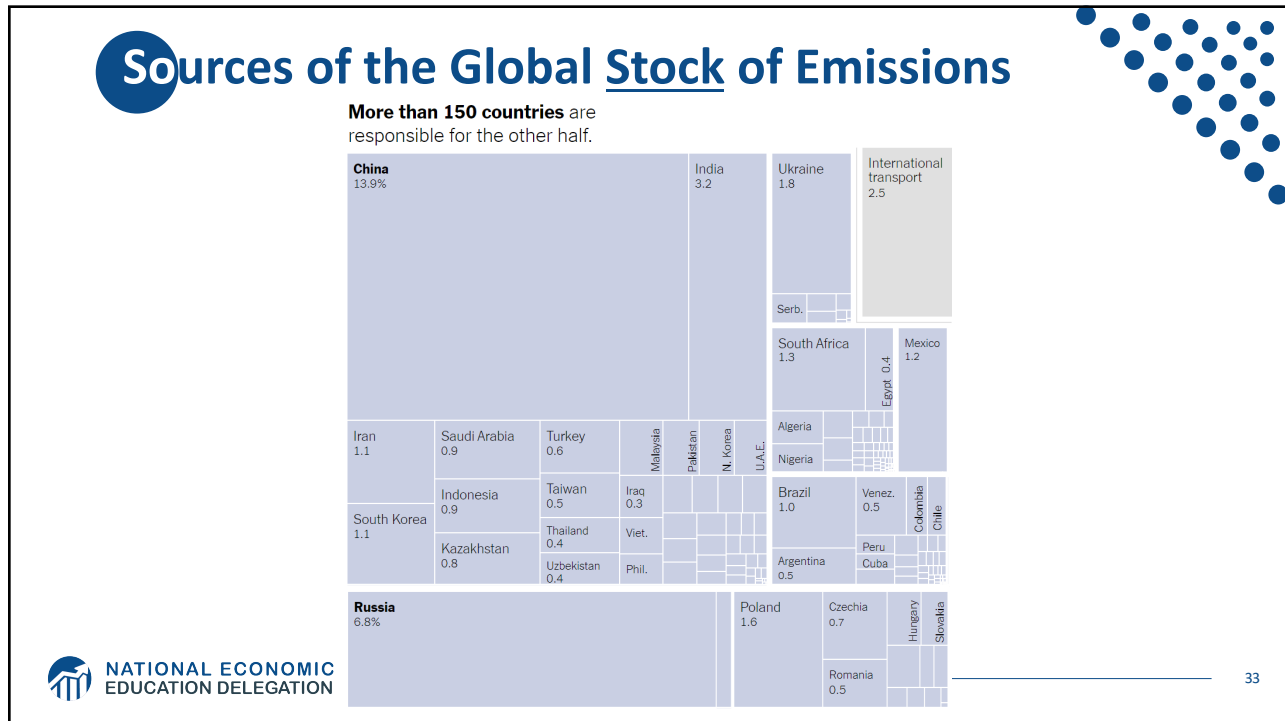 Sources of the Global Stock of Emissions
More than 150 countries are
responsible for the other half.
China
13.9%
India
3.2
Ukraine
1.8
International
transport
2.5
Serb.
South Africa
1.3
Egypt 0.4
Mexico
1.2
Algeria
Nigeria
Iran
1.1
Saudi Arabia
0.9
Turkey
0.6
Malaysia
Pakistan
N. Korea
U.A.E.
Indonesia
0.9
Taiwan
0.5
Iraq
0.3
South Korea
1.1
Kazakhstan
0.8
Thailand
0.4
Viet.
Uzbekistan
0.4
Phil.
Brazil
1.0
Venez.
0.5
Colombia
Chile
Argentina
0.5
Peru
Cuba
Russia
6.8%
Poland
1.6
Czechia
0.7
Hungary
Slovakia
Romania
0.5
NATIONAL ECONOMIC
EDUCATION DELEGATION
33